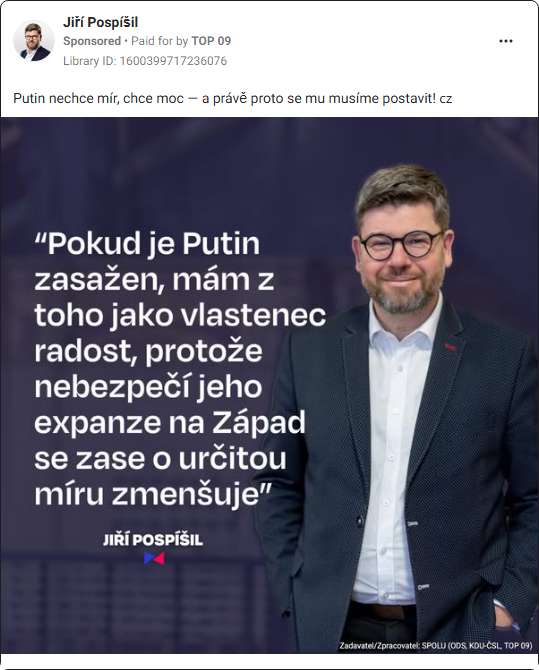 Jiří Pospíšil
Sponsored • Paid for by TOP 09
Library ID: 1600399717236076
Putin nechce mír, chce moc — a právě proto se mu musíme postavit! cz
“Pokud je Putin
zasažen, mám z
toho jako vlastenec
radost, protože
nebezpečí jeho
expanze na Západ
se zase o určitou
míru zmenšuje”
JIŘÍ POSPÍŠIL
Zadavatel/Zpracovatel: SPOLU (ODS, KDU-ČSL, TOP 09)